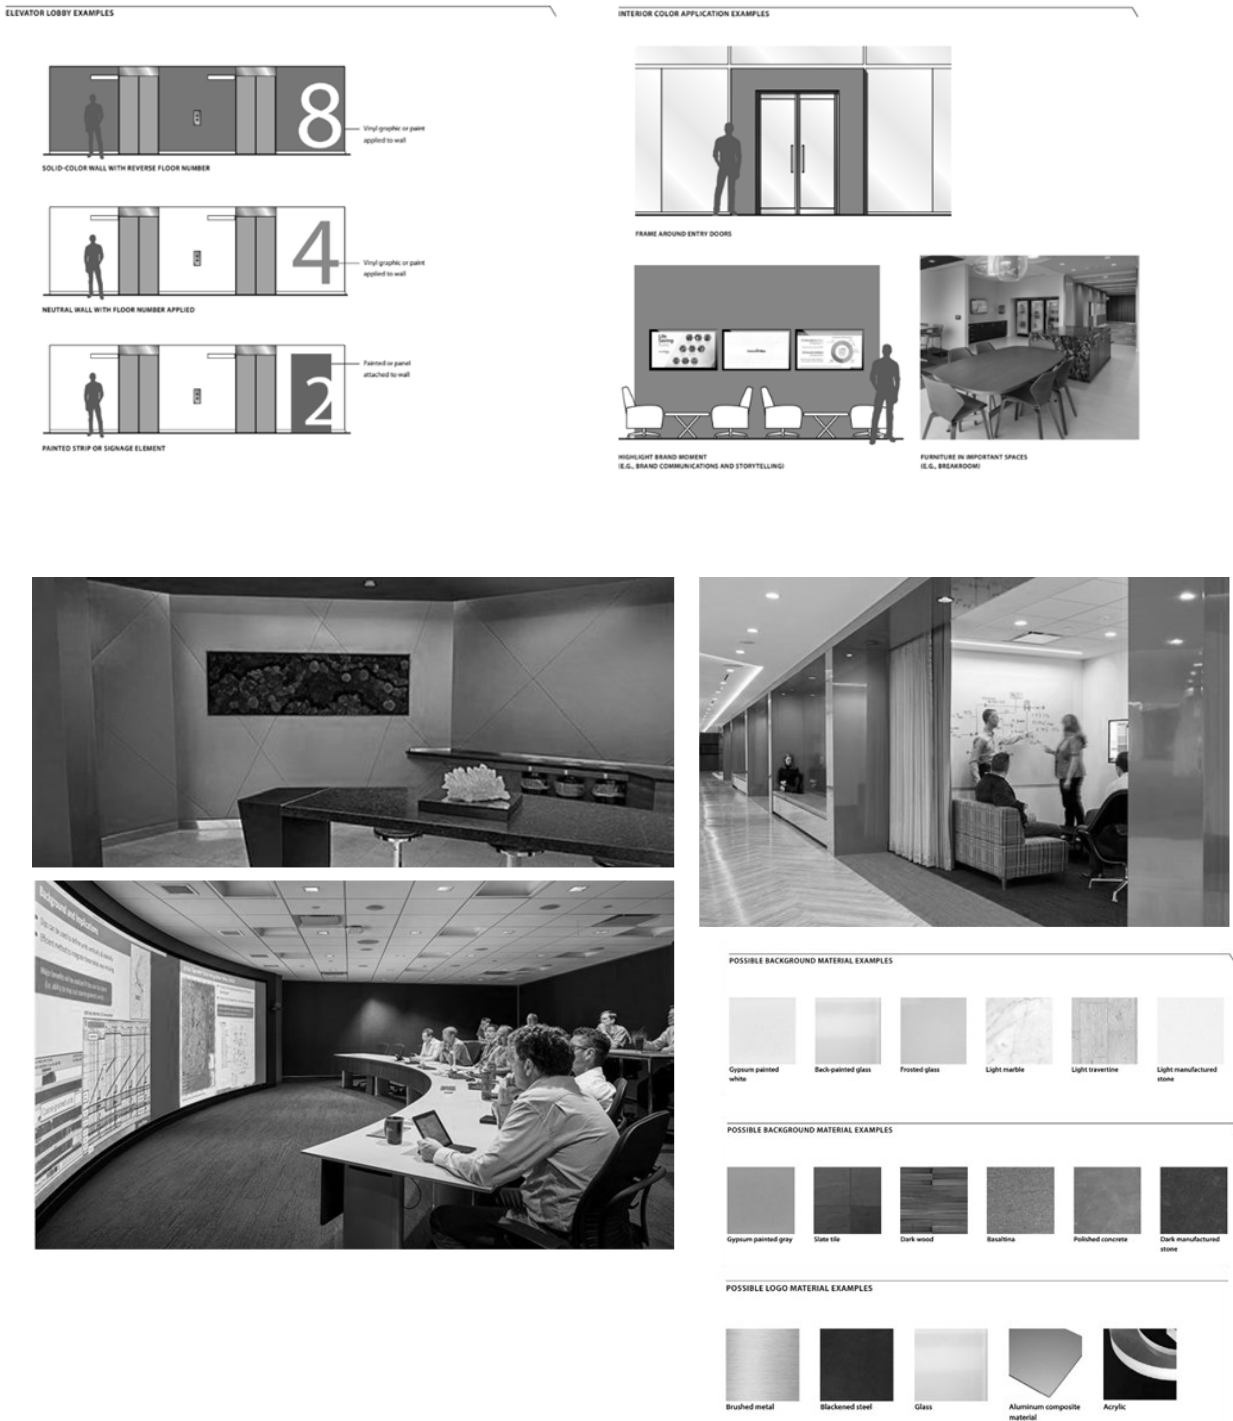 ELEVATOR LOBBY EXAMPLES
8
Vinyl graphic or paint
applied to wall
SOLID-COLOR WALL WITH REVERSE FLOOR NUMBER
4
Vinyl graphic or paint
applied to wall
NEUTRAL WALL WITH FLOOR NUMBER APPLIED
2
Painted or panel
attached to wall
PAINTED STRIP OR SIGNAGE ELEMENT
INTERIOR COLOR APPLICATION EXAMPLES
FRAME AROUND ENTRY DOORS
Life
Saving
HIGHLIGHT BRAND MOMENT
(E.G., BRAND COMMUNICATIONS AND STORYTELLING)
FURNITURE IN IMPORTANT SPACES
(E.G., BREAKROOM)
Background and Implications
POSSIBLE BACKGROUND MATERIAL EXAMPLES
Gypsum painted
white
Back-painted glass
Frosted glass
Light marble
Light travertine
Light manufactured
stone
POSSIBLE BACKGROUND MATERIAL EXAMPLES
Gypsum painted gray
Slate tile
Dark wood
Basaltina
Polished concrete
Dark manufactured
stone
POSSIBLE LOGO MATERIAL EXAMPLES
Brushed metal
Blackened steel
Glass
Aluminum composite
material
Acrylic